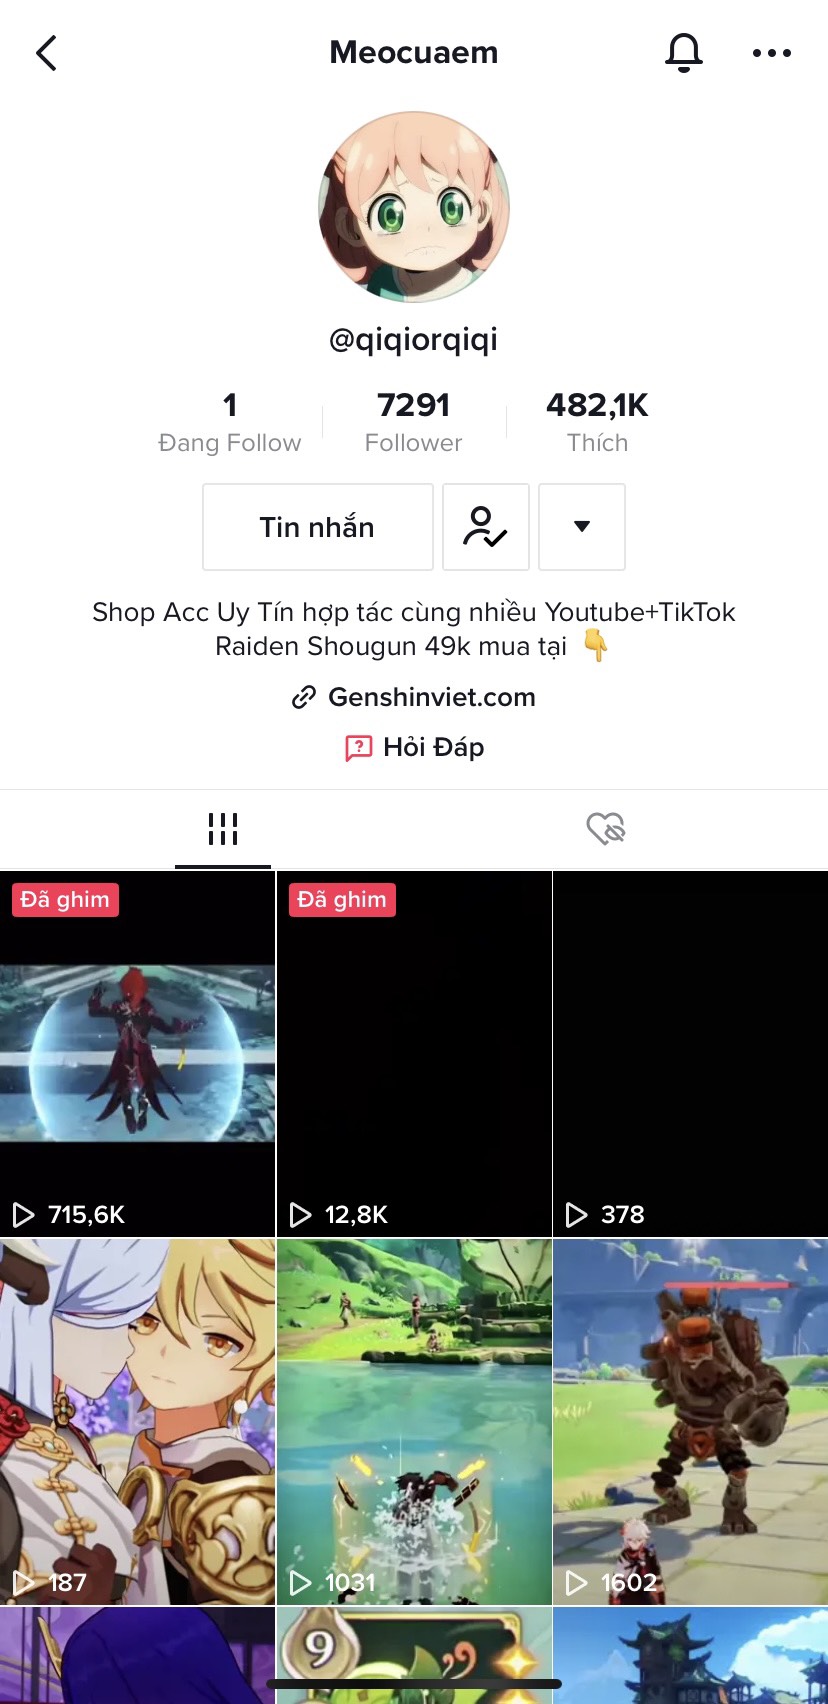 Meocuaem
@qiqiorqiqi
1 7291 482,1K
Đang Follow Follower Thích
Tin nhắn
Shop Acc Uy Tín hợp tác cùng nhiều Youtube+TikTok
Raiden Shougun 49k mua tại 👇
Genshinviet.com
Hỏi Đáp
Đã ghim Đã ghim
715,6K 12,8K 378
187 1031 1602
9